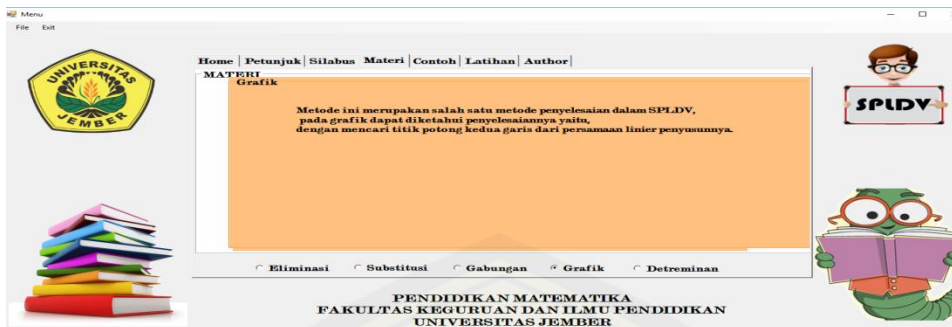 Menu
File Exit
UNIVERSITAS
JEMBER
Home Petunjuk Silabus Materi Contoh Latihan Author
MATERI
Grafik
Metode ini merupakan salah satu metode penyelesaian dalam SPLDV,
pada grafik dapat diketahui penyelesaiannya yaitu,
dengan mencari titik potong kedua garis dari persamaan linier penyusunnya.
SPLDV
Eliminasi Substitusi Gabungan Grafik Detreminan
PENDIDIKAN MATEMATIKA
FAKULTAS KEGURUAN DAN ILMU PENDIDIKAN
UNIVERSITAS JEMBER